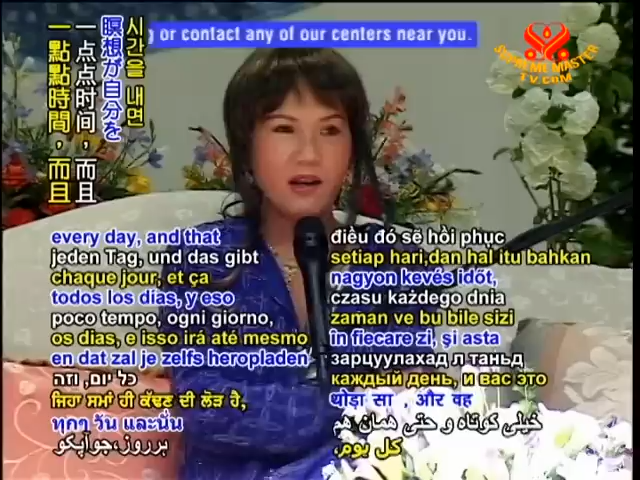 g or contact any of our centers near you.
SUPREME MASTER
TV.COM
시간을 내면
瞑想が自分を
一点点时间，而且
一點點時間，而且
every day, and that
jeden Tag, und das gibt
chaque jour, et ça
todos los días, y eso
poco tempo, ogni giorno,
os dias, e isso irá até mesmo
en dat zal je zelfs heropladen
כל יום, וזה
ਜਿਹਾ ਸਮਾਂ ਹੀ ਕੱਢਣ ਦੀ ਲੋੜ ਹੈ,
ทุกๆ วัน และนั่น
điều đó sẽ hồi phục
setiap hari,dan hal itu bahkan
nagyon kevés időt,
czasu każdego dnia
zaman ve bu bile sizi
în fiecare zi, şi asta
зарцуулахад л таньд
каждый день, и вас это
थोड़ा सा , और वह
خیلی کوتاه و حتی همان هم
كل يوم،